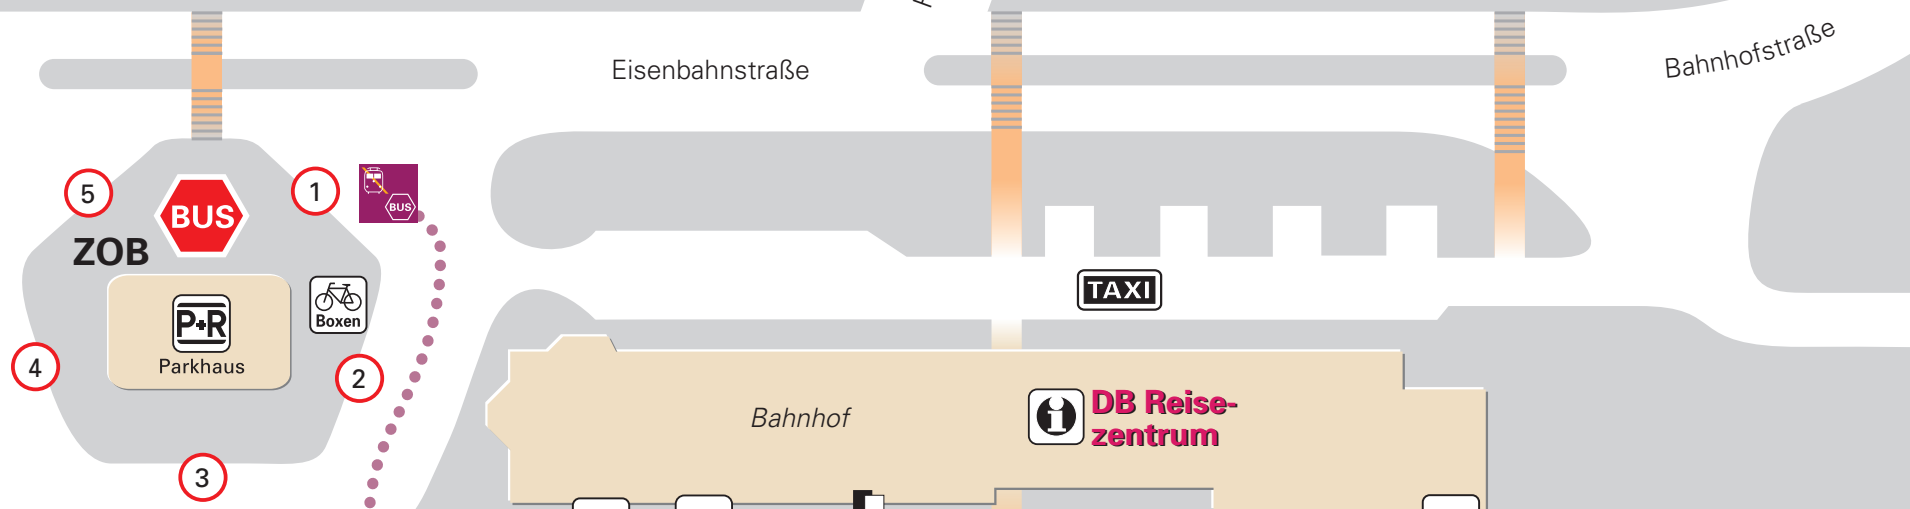 Eisenbahnstraße
Bahnhofstraße
5
1
BUS
BUS
ZOB
TAXI
Boxen
P+R
Parkhaus
4
2
i
DB Reise-
zentrum
Bahnhof
3